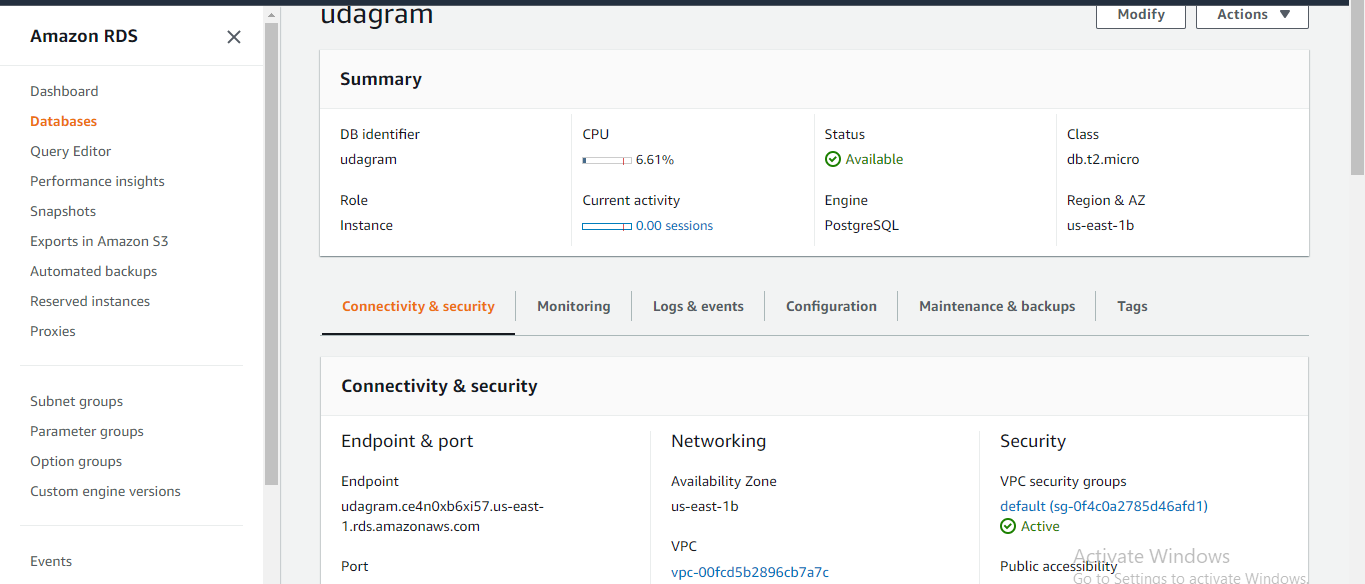 Amazon RDS
Dashboard
Databases
Query Editor
Performance insights
Snapshots
Exports in Amazon S3
Automated backups
Reserved instances
Proxies
Subnet groups
Parameter groups
Option groups
Custom engine versions
Events
udagram
Modify
Actions
Summary
DB identifier
udagram
CPU
6.61%
Status
Available
Class
db.t2.micro
Role
Instance
Current activity
0.00 sessions
Engine
PostgreSQL
Region & AZ
us-east-1b
Connectivity & security
Monitoring
Logs & events
Configuration
Maintenance & backups
Tags
Connectivity & security
Endpoint & port
Endpoint
udagram.ce4n0xb6xi57.us-east-
1.rds.amazonaws.com
Port
Networking
Availability Zone
us-east-1b
VPC
vpc-00fcd5b2896cb7a7c
Security
VPC security groups
default (sg-0f4c0a2785d46afd1)
Active
Public accessibility
Activate Windows
Go to Settings to activate Windows.